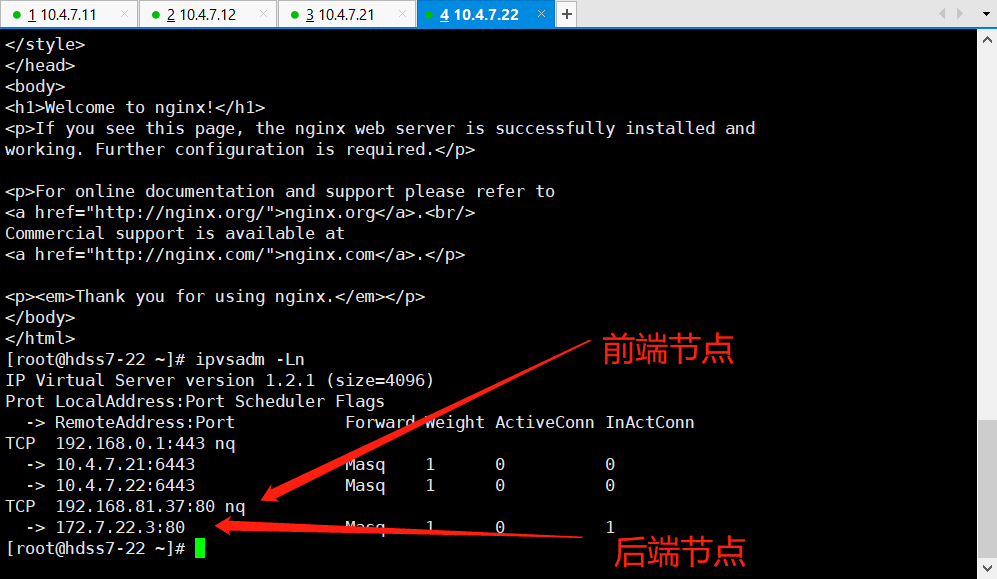 1 10.4.7.11 2 10.4.7.12 3 10.4.7.21 4 10.4.7.22
</style>
</head>
<body>
<h1>Welcome to nginx!</h1>
<p>If you see this page, the nginx web server is successfully installed and
working. Further configuration is required.</p>
<p>For online documentation and support please refer to
<a href="http://nginx.org/">nginx.org</a>.<br/>
Commercial support is available at
<a href="http://nginx.com/">nginx.com</a>.</p>
<p><em>Thank you for using nginx.</em></p>
</body>
</html>
前端节点
[root@hdss7-22 ~]# ipvsadm -Ln
IP Virtual Server version 1.2.1 (size=4096)
Prot LocalAddress:Port Scheduler Flags
  -> RemoteAddress:Port           Forward Weight ActiveConn InActConn
TCP  192.168.0.1:443 nq
  -> 10.4.7.21:6443               Masq    1      0          0
  -> 10.4.7.22:6443               Masq    1      0          0
TCP  192.168.81.37:80 nq
  -> 172.7.22.3:80                Masq    1      0          1
[root@hdss7-22 ~]#
后端节点